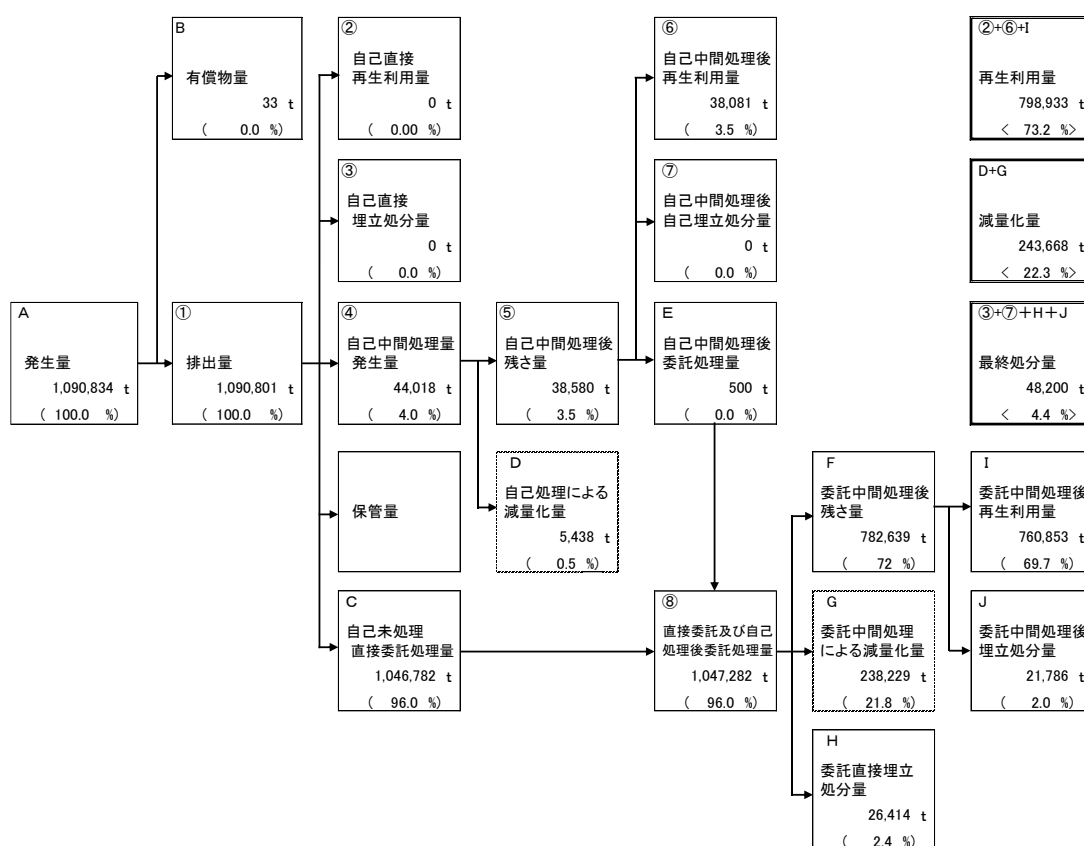 B
有償物量
33 t
( 0.0 %)
②
自己直接
再生利用量
0 t
( 0.00 %)
⑥
自己中間処理後
再生利用量
38,081 t
( 3.5 %)
②+⑥+I
再生利用量
798,933 t
< 73.2 %>
③
自己直接
埋立処分量
0 t
( 0.0 %)
⑦
自己中間処理後
自己埋立処分量
0 t
( 0.0 %)
D+G
減量化量
243,668 t
< 22.3 %>
A
発生量
1,090,834 t
( 100.0 %)
①
排出量
1,090,801 t
( 100.0 %)
④
自己中間処理量
発生量
44,018 t
( 4.0 %)
⑤
自己中間処理後
残さ量
38,580 t
( 3.5 %)
E
自己中間処理後
委託処理量
500 t
( 0.0 %)
③+⑦+H+J
最終処分量
48,200 t
< 4.4 %>
保管量
D
自己処理による
減量化量
5,438 t
( 0.5 %)
F
委託中間処理後
残さ量
782,639 t
( 72 %)
I
委託中間処理後
再生利用量
760,853 t
( 69.7 %)
C
自己未処理
直接委託処理量
1,046,782 t
( 96.0 %)
⑧
直接委託及び自己
処理後委託処理量
1,047,282 t
( 96.0 %)
G
委託中間処理
による減量化量
238,229 t
( 21.8 %)
J
委託中間処理後
埋立処分量
21,786 t
( 2.0 %)
H
委託直接埋立
処分量
26,414 t
( 2.4 %)